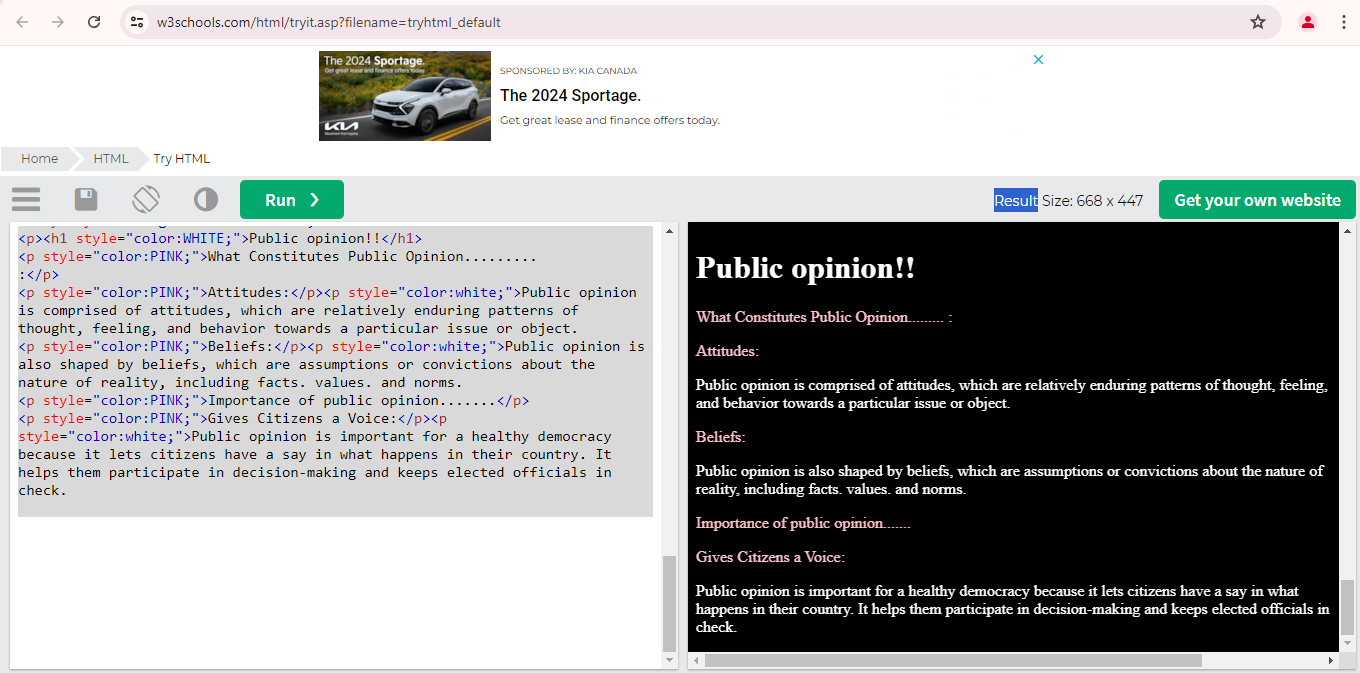 w3schools.com/html/tryit.asp?filename=tryhtml_default
The 2024 Sportage.
Get great lease and finance offers today.
KIA
SPONSORED BY: KIA CANADA
The 2024 Sportage.
Get great lease and finance offers today.
Home
HTML
Try HTML
Run ❯
Result Size: 668 x 447
Get your own website
<p><h1 style="color:WHITE;">Public opinion!!</h1>
<p style="color:PINK;">What Constitutes Public Opinion.........
:</p>
<p style="color:PINK;">Attitudes:</p><p style="color:white;">Public opinion
is comprised of attitudes, which are relatively enduring patterns of
thought, feeling, and behavior towards a particular issue or object.
<p style="color:PINK;">Beliefs:</p><p style="color:white;">Public opinion is
also shaped by beliefs, which are assumptions or convictions about the
nature of reality, including facts. values. and norms.
<p style="color:PINK;">Importance of public opinion.......</p>
<p style="color:PINK;">Gives Citizens a Voice:</p><p
style="color:white;">Public opinion is important for a healthy democracy
because it lets citizens have a say in what happens in their country. It
helps them participate in decision-making and keeps elected officials in
check.
Public opinion!!
What Constitutes Public Opinion......... :
Attitudes:
Public opinion is comprised of attitudes, which are relatively enduring patterns of thought, feeling,
and behavior towards a particular issue or object.
Beliefs:
Public opinion is also shaped by beliefs, which are assumptions or convictions about the nature of
reality, including facts. values. and norms.
Importance of public opinion.......
Gives Citizens a Voice:
Public opinion is important for a healthy democracy because it lets citizens have a say in what
happens in their country. It helps them participate in decision-making and keeps elected officials in
check.